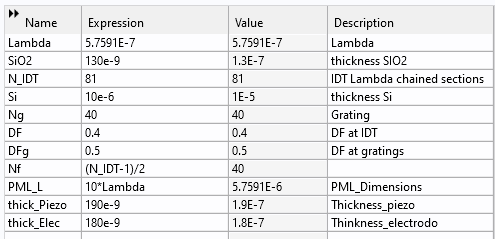 Name Expression Value Description
Lambda 5.7591E-7 5.7591E-7 Lambda
SiO2 130e-9 1.3E-7 thickness SIO2
N_IDT 81 81 IDT Lambda chained sections
Si 10e-6 1E-5 thickness Si
Ng 40 40 Grating
DF 0.4 0.4 DF at IDT
DFg 0.5 0.5 DF at gratings
Nf (N_IDT-1)/2 40
PML_L 10*Lambda 5.7591E-6 PML_Dimensions
thick_Piezo 190e-9 1.9E-7 Thickness_piezo
thick_Elec 180e-9 1.8E-7 Thinkness_electrodo